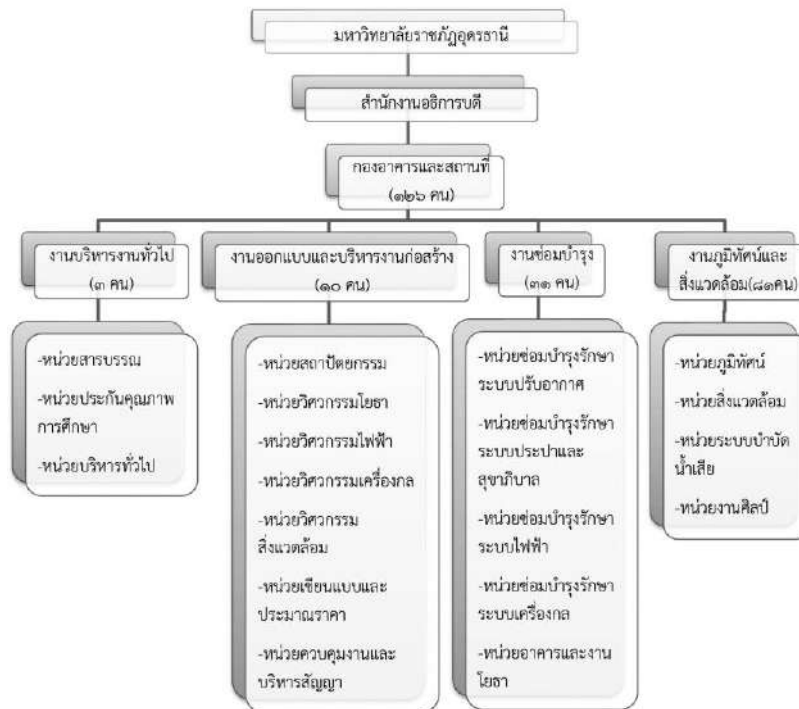 มหาวิทยาลัยราชภัฏอุดรธานี
สำนักงานอธิการบดี
กองอาคารและสถานที่
(๑๒๖ คน)
งานบริหารงานทั่วไป
(๓ คน)
-หน่วยสารบรรณ
-หน่วยประกันคุณภาพ
การศึกษา
-หน่วยบริหารทั่วไป
งานออกแบบและบริหารงานก่อสร้าง
(๑๐ คน)
-หน่วยสถาปัตยกรรม
-หน่วยวิศวกรรมโยธา
-หน่วยวิศวกรรมไฟฟ้า
-หน่วยวิศวกรรมเครื่องกล
-หน่วยวิศวกรรม
สิ่งแวดล้อม
-หน่วยเขียนแบบและ
ประมาณราคา
-หน่วยควบคุมงานและ
บริหารสัญญา
งานซ่อมบำรุง
(๓๑ คน)
-หน่วยซ่อมบำรุงรักษา
ระบบปรับอากาศ
-หน่วยซ่อมบำรุงรักษา
ระบบประปาและ
สุขาภิบาล
-หน่วยซ่อมบำรุงรักษา
ระบบไฟฟ้า
-หน่วยซ่อมบำรุงรักษา
ระบบเครื่องกล
-หน่วยอาคารและงาน
โยธา
งานภูมิทัศน์และ
สิ่งแวดล้อม(๘๑คน)
-หน่วยภูมิทัศน์
-หน่วยสิ่งแวดล้อม
-หน่วยระบบบำบัด
น้ำเสีย
-หน่วยงานศิลป์